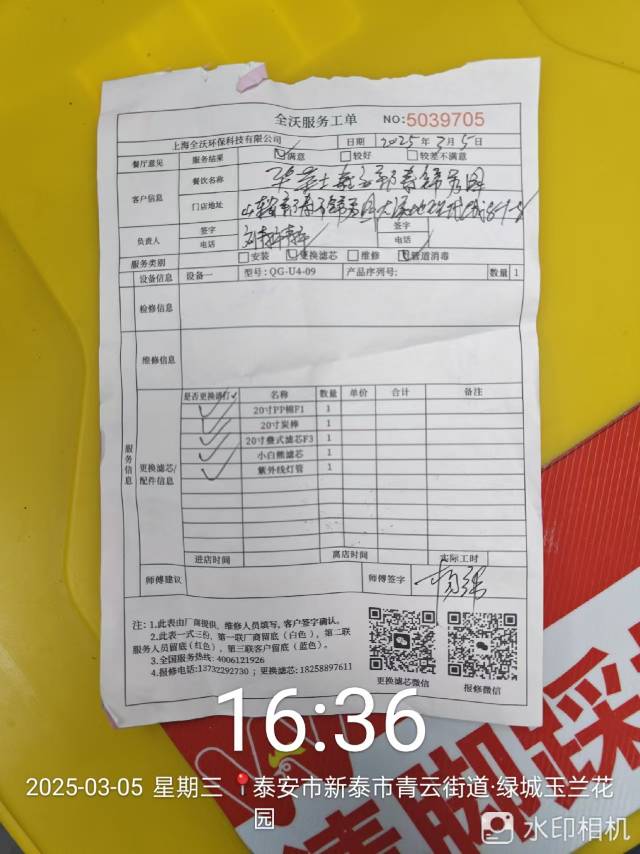 全沃服务工单 NO:5039705
上海全沃环保科技有限公司 日期 2025年3月5日
餐厅意见 服务结果 满意 较好 较差不满意
客户信息 餐饮名称
门店地址
负责人 签字 签字
电话 电话
服务类别 安装 更换滤芯 维修 管道消毒
服务信息
设备信息 设备一 型号:QG-U4-09 产品序列号: 数量 1
检修信息
维修信息
更换滤芯/配件信息
是否更换请打✓ 名称 数量 单价 合计 备注
✓ 20寸PP棉F1 1
✓ 20寸炭棒 1
✓ 20寸叠式滤芯F3 1
✓ 小白熊滤芯 1
✓ 紫外线灯管 1
进店时间 离店时间 实际工时
师傅建议 师傅签字
注：1.此表由厂商提供、维修人员填写，客户签字确认。
2.此表一式三份，第一联厂商留底（白色），第二联
服务人员留底(红色)，第三联客户留底（蓝色）。
3.全国服务热线: 4006121926
4.报修电话:13732292730；更换滤芯: 18258897611
更换滤芯微信 报修微信
16:36
2025-03-05 星期三 泰安市新泰市青云街道·绿城玉兰花
园
水印相机
请脚踩